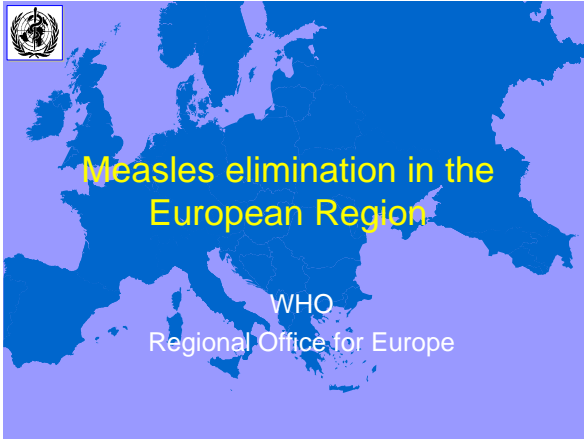 Measles elimination in the
European Region
WHO
Regional Office for Europe